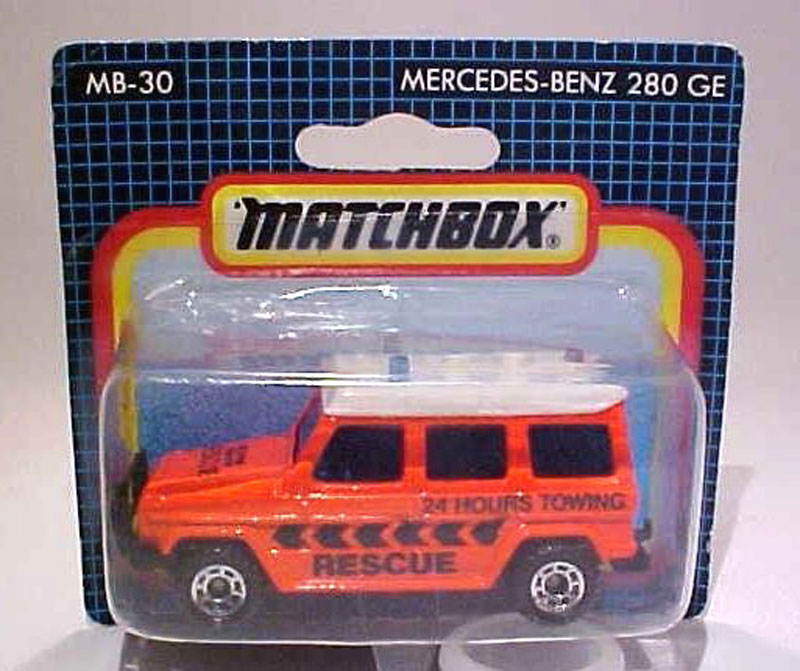 MB-30
MERCEDES-BENZ 280 GE
"MATCHBOX"®
24 HOURS TOWING
RESCUE